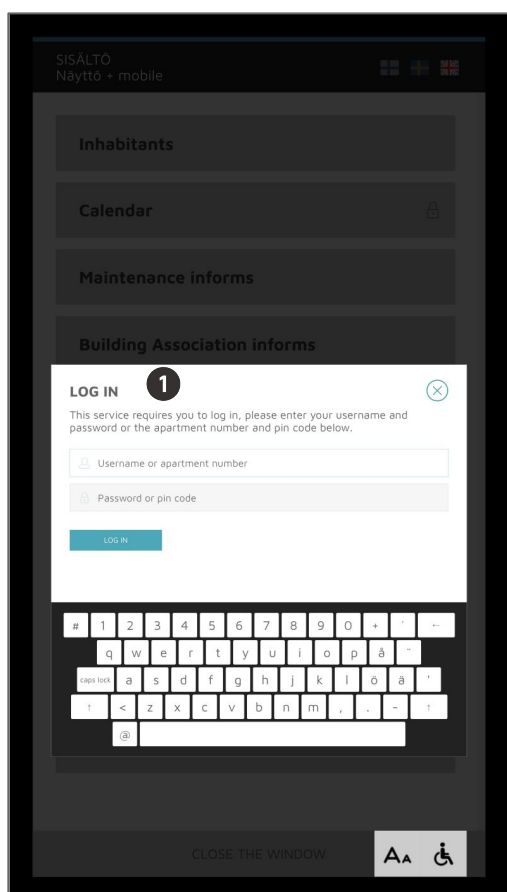 SISÄLTÖ
Näyttö + mobile
Inhabitants
Calendar
Maintenance informs
Building Association informs
LOG IN
1
This service requires you to log in, please enter your username and
password or the apartment number and pin code below.
Username or apartment number
Password or pin code
LOG IN
# 1 2 3 4 5 6 7 8 9 0 + ´ ←
q w e r t y u i o p å ¨
caps lock a s d f g h j k l ö ä '
↑ < z x c v b n m , . - ↑
@
CLOSE THE WINDOW
AA